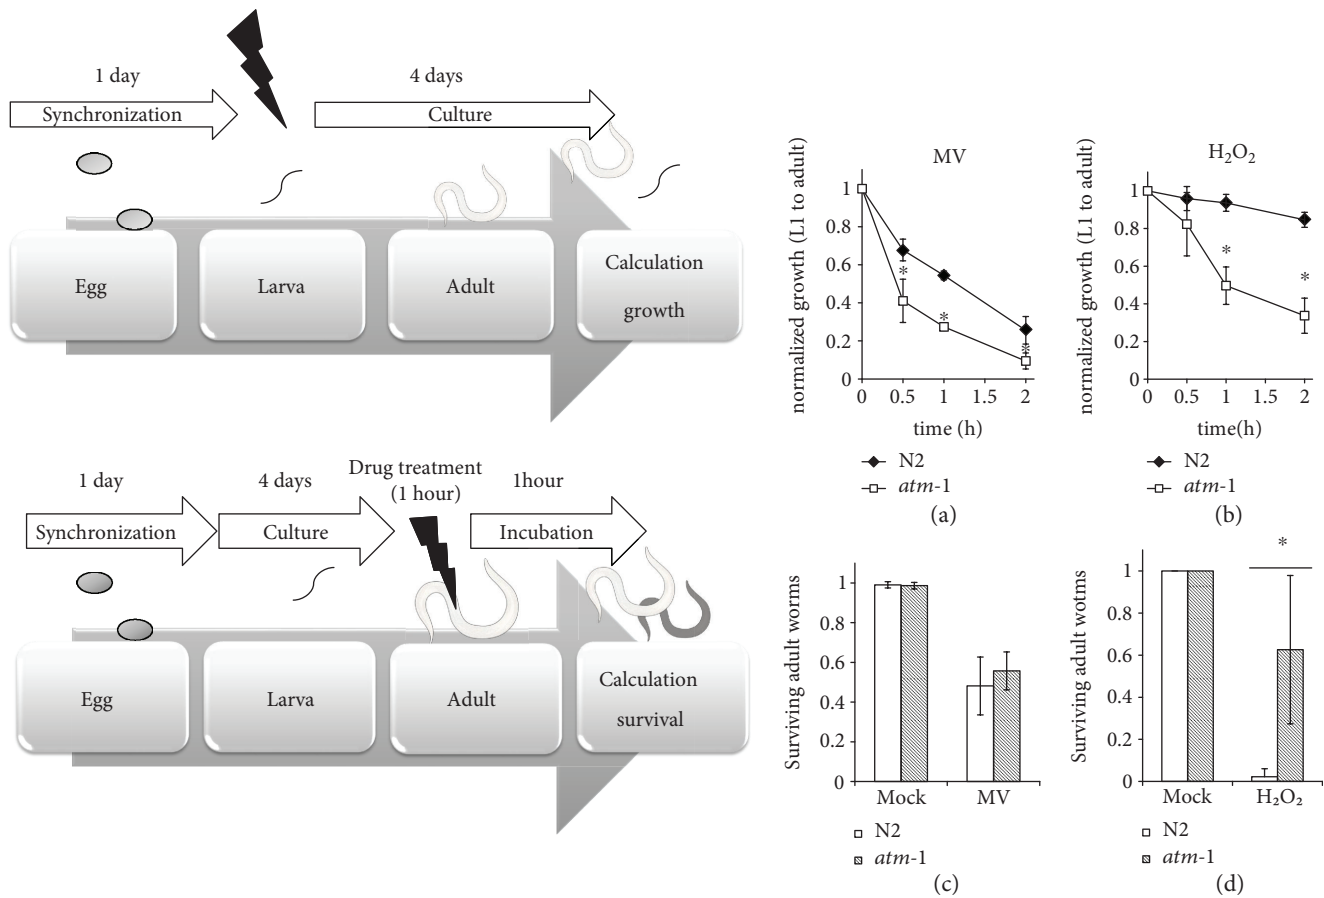 1 day
4 days
Synchronization
Culture
Egg
Larva
Adult
Calculation
growth
1 day
4 days
Drug treatment
(1 hour)
1hour
Synchronization
Culture
Incubation
Egg
Larva
Adult
Calculation
survival
MV
normalized growth (L1 to adult)
1
0.8
0.6
0.4
0.2
0
*
*
*
0 0.5 1 1.5 2
time (h)
N2
atm-1
(a)
H₂O₂
normalized growth (L1 to adult)
1
0.8
0.6
0.4
0.2
0
*
*
0 0.5 1 1.5 2
time(h)
N2
atm-1
(b)
Surviving adult worms
1
0.8
0.6
0.4
0.2
0
Mock MV
N2
atm-1
(c)
*
Surviving adult wotms
1
0.8
0.6
0.4
0.2
0
Mock H₂O₂
N2
atm-1
(d)